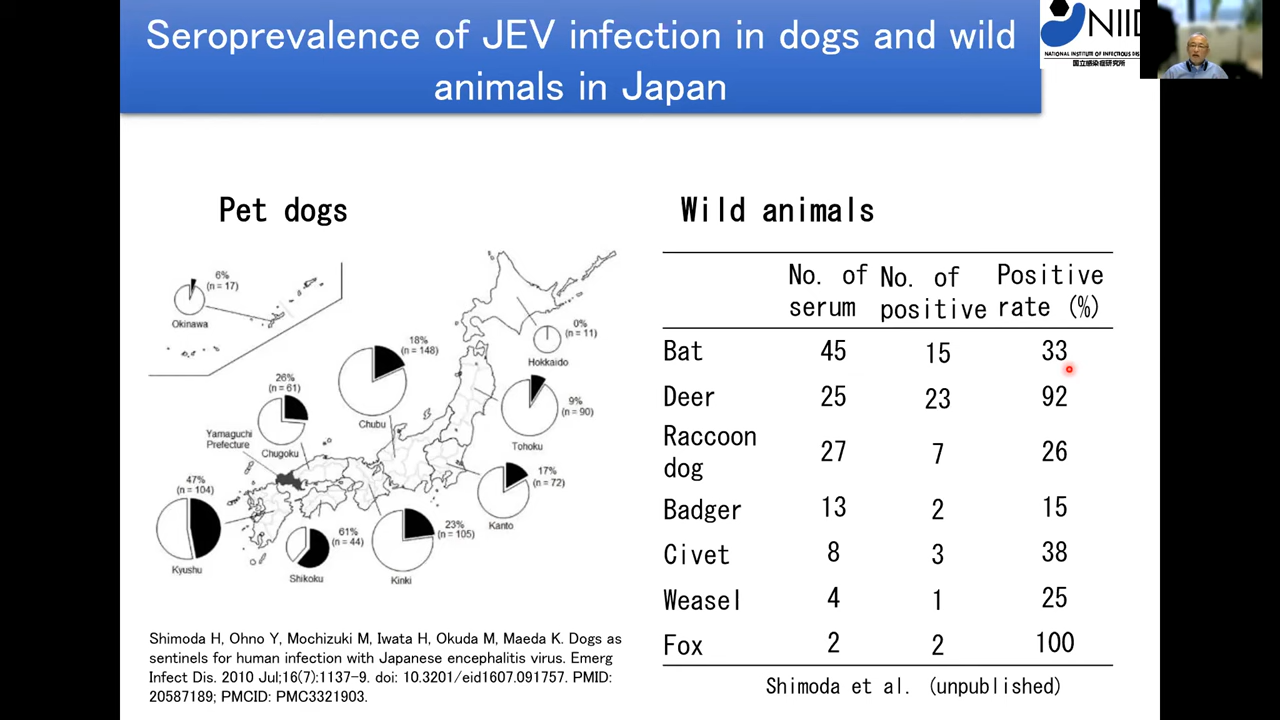 Seroprevalence of JEV infection in dogs and wild
animals in Japan
NIID
NATIONAL INSTITUTE OF INFECTIOUS
国立感染症研究所
Pet dogs
6%
(n = 17)
Okinawa
0%
(n = 11)
Hokkaido
18%
(n = 148)
Chubu
26%
(n = 61)
Chugoku
9%
(n = 90)
Tohoku
Yamaguchi
Prefecture
47%
(n = 104)
Kyushu
61%
(n = 44)
Shikoku
23%
(n = 105)
Kinki
17%
(n = 72)
Kanto
Shimoda H, Ohno Y, Mochizuki M, Iwata H, Okuda M, Maeda K. Dogs as
sentinels for human infection with Japanese encephalitis virus. Emerg
Infect Dis. 2010 Jul;16(7):1137-9. doi: 10.3201/eid1607.091757. PMID:
20587189; PMCID: PMC3321903.
Wild animals
No. of serum No. of positive Positive rate (%)
Bat 45 15 33
Deer 25 23 92
Raccoon dog 27 7 26
Badger 13 2 15
Civet 8 3 38
Weasel 4 1 25
Fox 2 2 100
Shimoda et al. (unpublished)